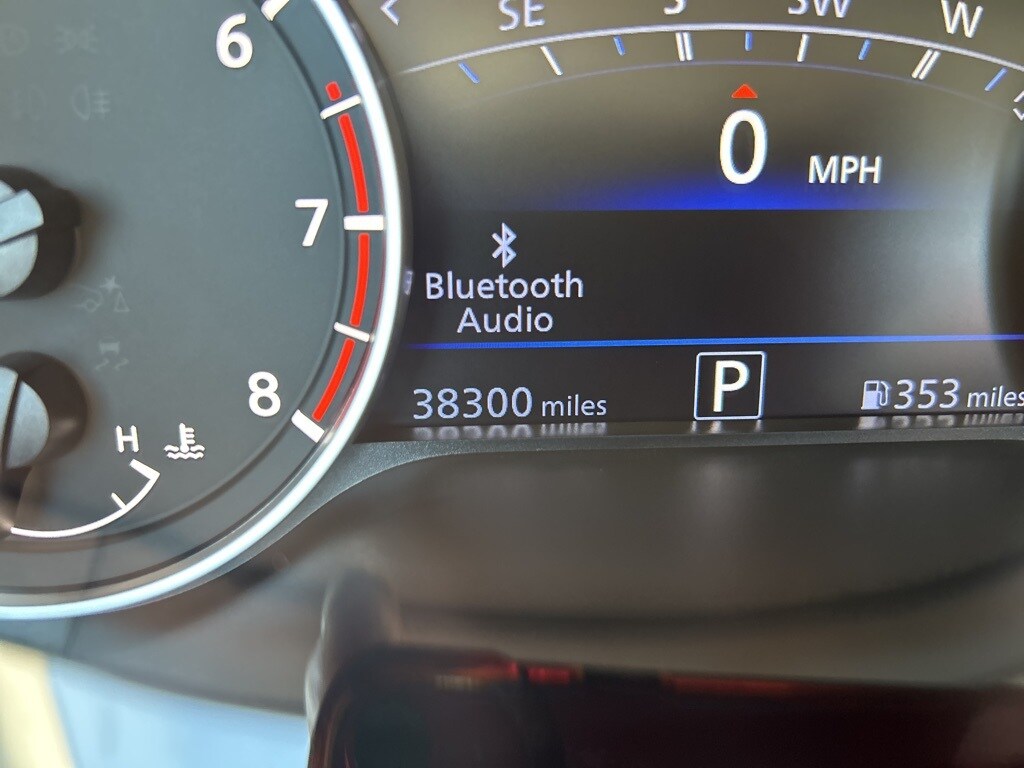 SE S SW W
6
0 MPH
7
Bluetooth
Audio
8
38300 miles
P
353 miles
H